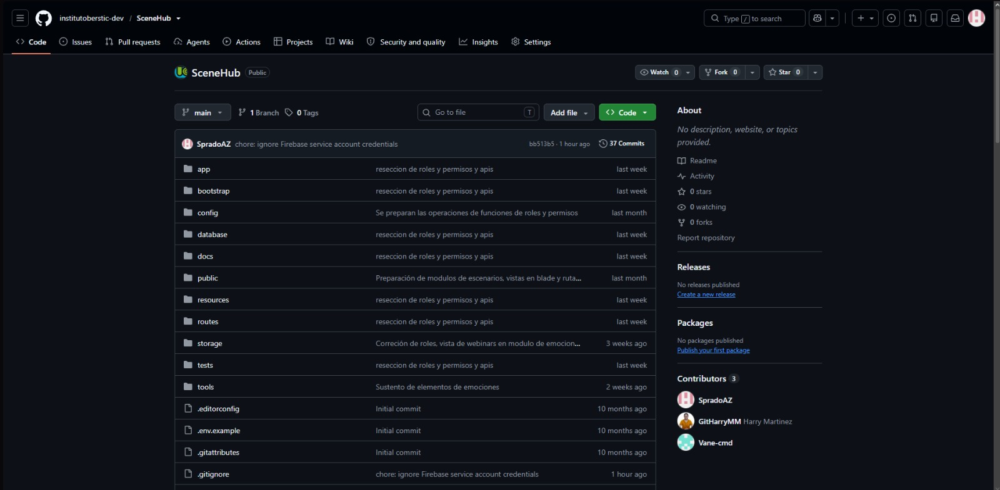 institutoberstic-dev / SceneHub
Type / to search
Code
Issues
Pull requests
Agents
Actions
Projects
Wiki
Security and quality
Insights
Settings
SceneHub Public
Watch 0
Fork 0
Star 0
main
1 Branch
0 Tags
Go to file T
Add file
Code
SpradoAZ chore: ignore Firebase service account credentials bb513b5 · 1 hour ago 37 Commits
app reseccion de roles y permisos y apis last week
bootstrap reseccion de roles y permisos y apis last week
config Se preparan las operaciones de funciones de roles y permisos last month
database reseccion de roles y permisos y apis last week
docs reseccion de roles y permisos y apis last week
public Preparación de modulos de escenarios, vistas en blade y ruta... last month
resources reseccion de roles y permisos y apis last week
routes reseccion de roles y permisos y apis last week
storage Correción de roles, vista de webinars en modulo de emocion... 3 weeks ago
tests reseccion de roles y permisos y apis last week
tools Sustento de elementos de emociones 2 weeks ago
.editorconfig Initial commit 10 months ago
.env.example Initial commit 10 months ago
.gitattributes Initial commit 10 months ago
.gitignore chore: ignore Firebase service account credentials 1 hour ago
About
No description, website, or topics
provided.
Readme
Activity
0 stars
0 watching
0 forks
Report repository
Releases
No releases published
Create a new release
Packages
No packages published
Publish your first package
Contributors 3
SpradoAZ
GitHarryMM Harry Martinez
Vane-cmd